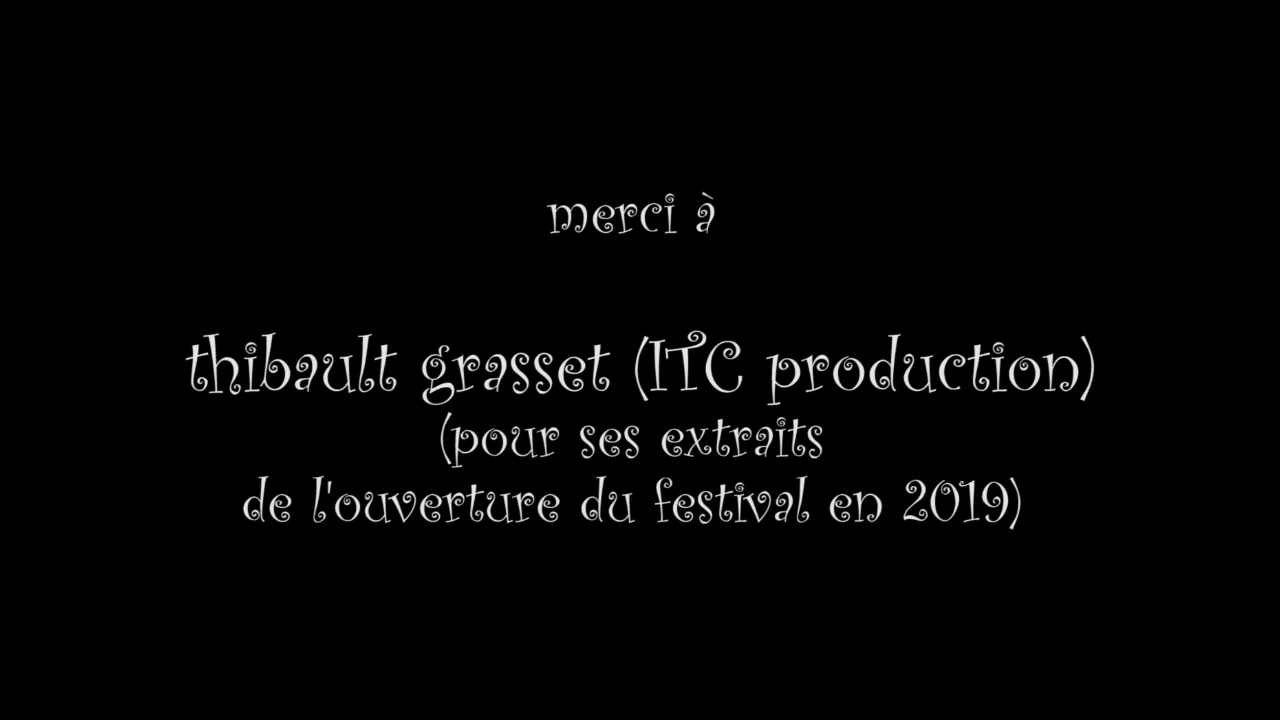 merci à
thibault grasset (ITC production)
(pour ses extraits
de l'ouverture du festival en 2019)